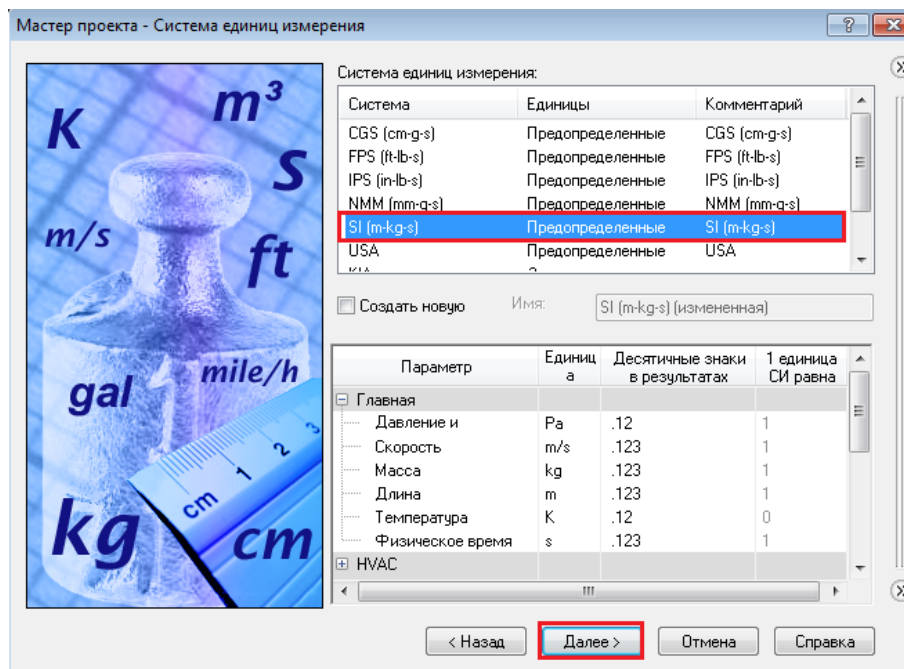 Мастер проекта - Система единиц измерения
K
m³
s
m/s
ft
gal
mile/h
cm 1 2 3
kg
cm
Система единиц измерения:
Система Единицы Комментарий
CGS (cm-g-s) Предопределенные CGS (cm-g-s)
FPS (ft-lb-s) Предопределенные FPS (ft-lb-s)
IPS (in-lb-s) Предопределенные IPS (in-lb-s)
NMM (mm-g-s) Предопределенные NMM (mm-g-s)
SI (m-kg-s) Предопределенные SI (m-kg-s)
USA Предопределенные USA
Создать новую Имя: SI (m-kg-s) (измененная)
Параметр Единиц
а Десятичные знаки
в результатах 1 единица
СИ равна
Главная
Давление и Pa .12 1
Скорость m/s .123 1
Масса kg .123 1
Длина m .123 1
Температура K .12 0
Физическое время s .123 1
HVAC
< Назад Далее > Отмена Справка